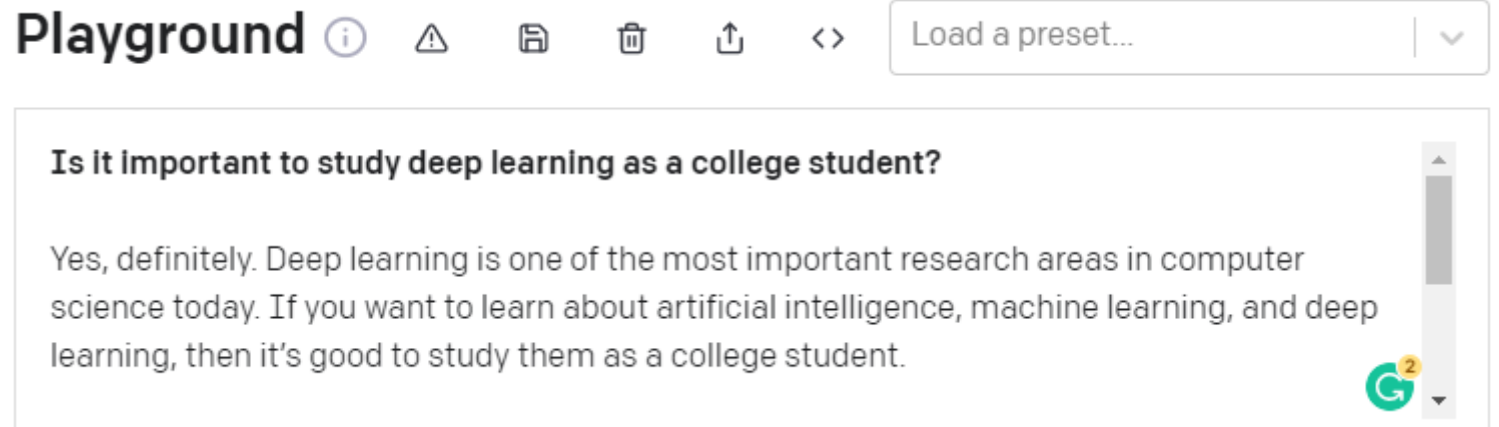 Playground
Load a preset...
Is it important to study deep learning as a college student?
Yes, definitely. Deep learning is one of the most important research areas in computer
science today. If you want to learn about artificial intelligence, machine learning, and deep
learning, then it's good to study them as a college student.
2